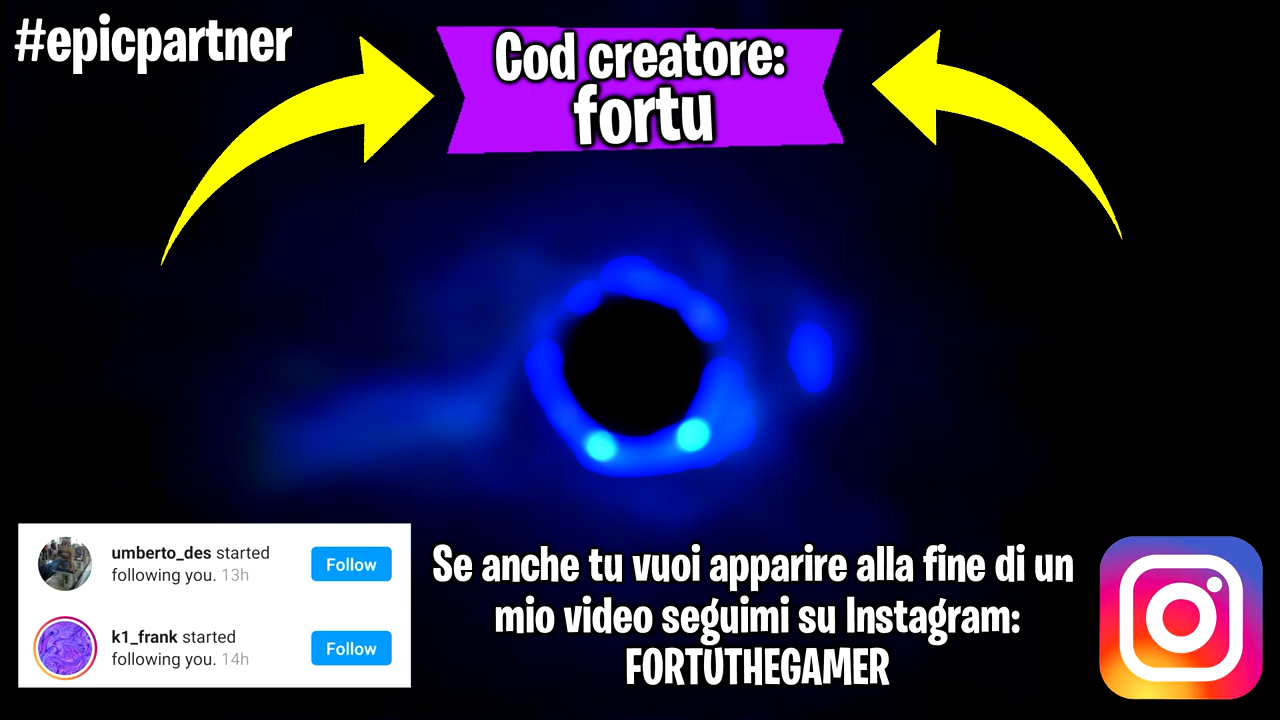 #epicpartner
Cod creatore:
fortu
umberto_des started
following you. 13h
Follow
k1_frank started
following you. 14h
Follow
Se anche tu vuoi apparire alla fine di un
mio video seguimi su Instagram:
FORTUTHEGAMER